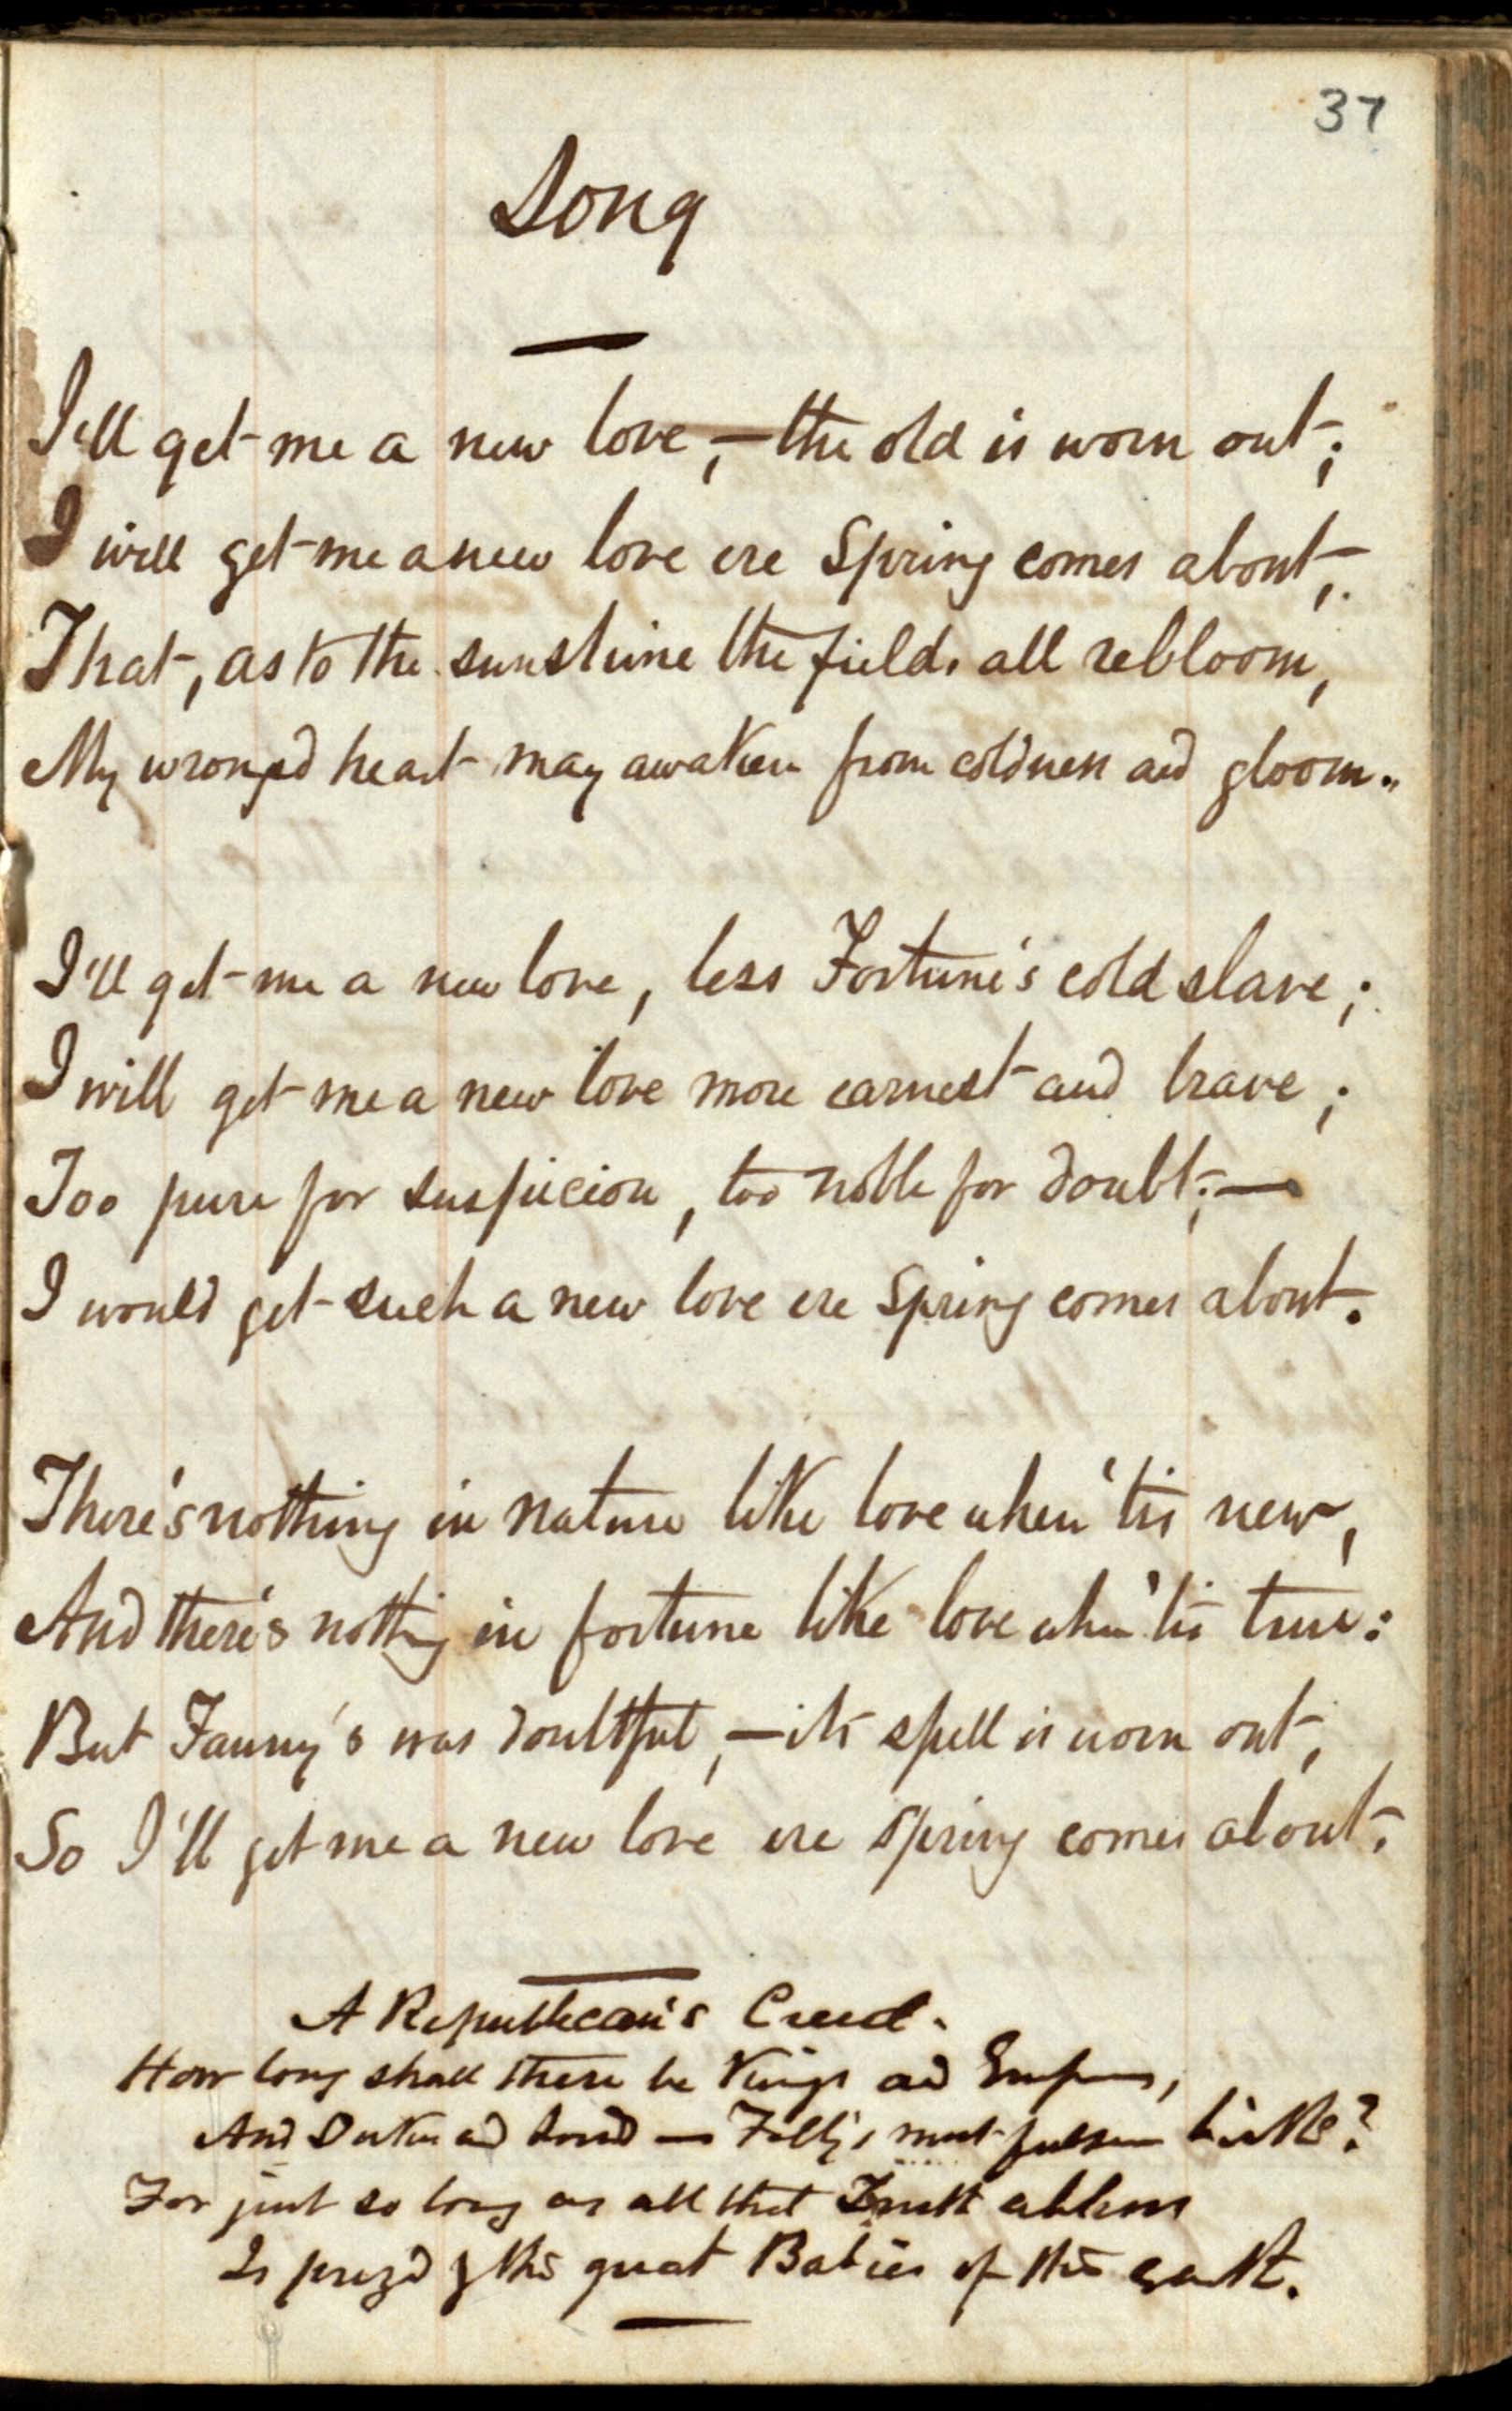 37
Song
I'll get me a new love,—the old is worn out;
I will get me a new love ere Spring comes about;
That, as to the sunshine the fields all rebloom,
My wronged heart may awaken from coldness and gloom.
I'll get me a new love, less Fortune's cold slave;
I will get me a new love more earnest and brave;
Too pure for suspicion, too noble for doubt;—
I would get such a new love ere Spring comes about.
There's nothing in nature like love when 'tis new,
And there's nothing in fortune like love when 'tis true:
But Fanny's was doubtful,—its spell is worn out,
So I'll get me a new love ere Spring comes about.
A Republican's Creed.
How long shall there be Kings and
And Dukes and Lords — Folly's most fulsome births?
For just so long as all that Truth abhors
Is prized by the great Babies of the earth.